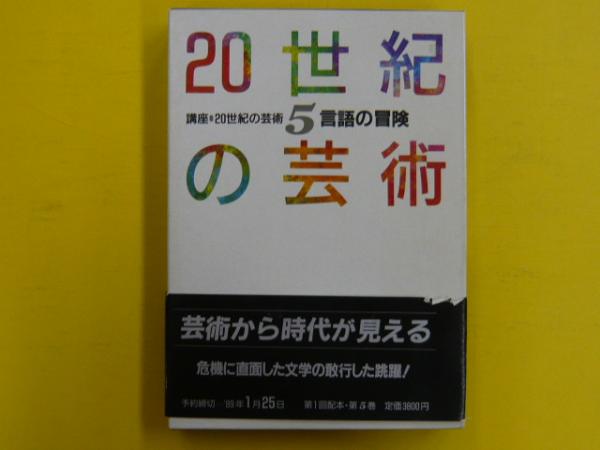 20世紀
講座●20世紀の芸術 5 言語の冒険
の芸術
芸術から時代が見える
危機に直面した文学の敢行した跳躍！
予約締切—'89年1月25日 第1回配本・第5巻 定価3800円